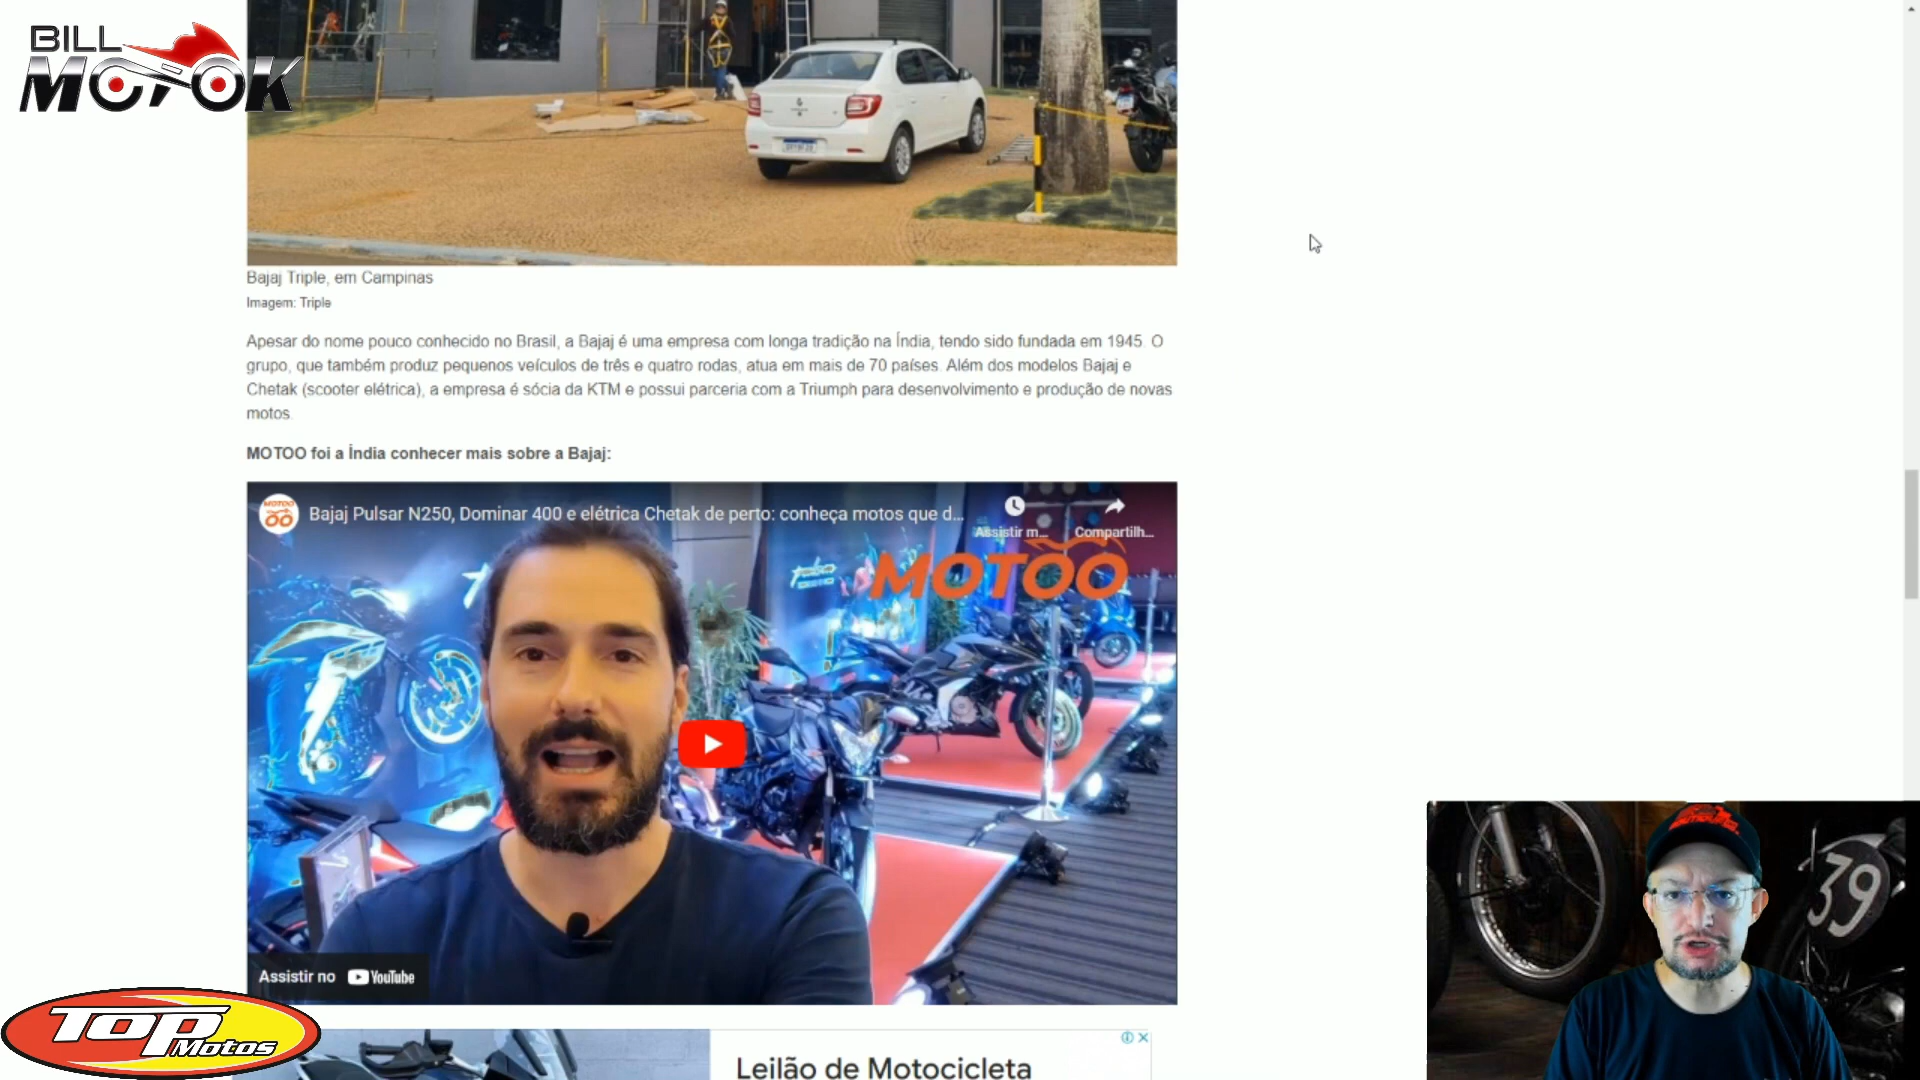 BILL
MOTOK
Bajaj Triple, em Campinas
Imagem: Triple
Apesar do nome pouco conhecido no Brasil, a Bajaj é uma empresa com longa tradição na Índia, tendo sido fundada em 1945. O
grupo, que também produz pequenos veículos de três e quatro rodas, atua em mais de 70 países. Além dos modelos Bajaj e
Chetak (scooter elétrica), a empresa é sócia da KTM e possui parceria com a Triumph para desenvolvimento e produção de novas
motos.
MOTOO foi a Índia conhecer mais sobre a Bajaj:
MOTOO
Bajaj Pulsar N250, Dominar 400 e elétrica Chetak de perto: conheça motos que d...
Assistir m...
Compartilh...
MOTOO
39
Assistir no YouTube
TOP
Motos
Leilão de Motocicleta